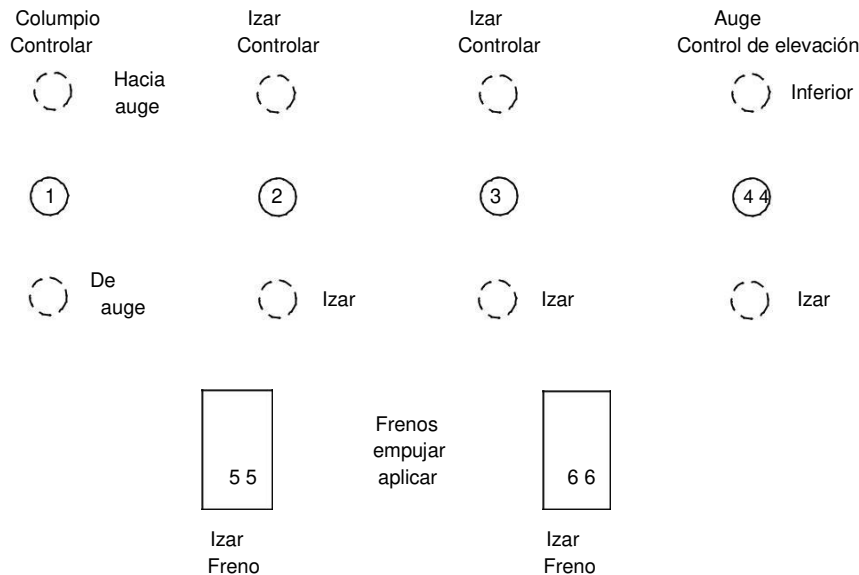 Columpio
Controlar
Izar
Controlar
Izar
Controlar
Auge
Control de elevación
Hacia
auge
Inferior
1
2
3
4 4
De
auge
Izar
Izar
Izar
5 5
Frenos
empujar
aplicar
6 6
Izar
Freno
Izar
Freno